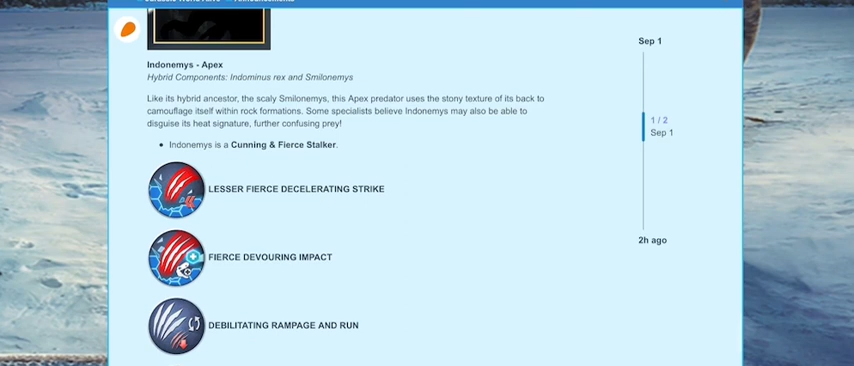 Sep 1
Indonemys - Apex
Hybrid Components: Indominus rex and Smilonemys
Like its hybrid ancestor, the scaly Smilonemys, this Apex predator uses the stony texture of its back to
camouflage itself within rock formations. Some specialists believe Indonemys may also be able to
disguise its heat signature, further confusing prey!
1 / 2
Sep 1
• Indonemys is a Cunning & Fierce Stalker.
LESSER FIERCE DECELERATING STRIKE
2h ago
FIERCE DEVOURING IMPACT
DEBILITATING RAMPAGE AND RUN